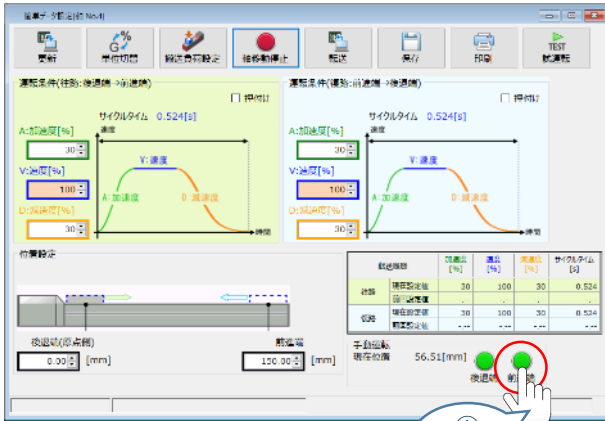 簡単データ設定[軸 No.4]
更新
G/%
単位切替
搬送負荷設定
軸移動停止
転送
保存
印刷
TEST
試運転
運転条件(往路:後退端→前進端)
押付け
サイクルタイム 0.524[s]
A:加速度[%]
30
V:速度[%]
100
D:減速度[%]
30
速度
V:速度
A:加速度
D:減速度
時間
運転条件(復路:前進端→後退端)
押付け
サイクルタイム 0.524[s]
A:加速度[%]
30
V:速度[%]
100
D:減速度[%]
30
速度
V:速度
A:加速度
D:減速度
時間
位置設定
後退端(原点側)
0.00 [mm]
前進端
150.00 [mm]
加速度[%] 速度[%] 減速度[%] サイクルタイム[s]
往路 現在設定値 30 100 30 0.524
前回設定値
復路 現在設定値 30 100 30 0.524
前回設定値 -.-- -.-- -.--
手動運転
現在位置 56.51[mm]
後退端